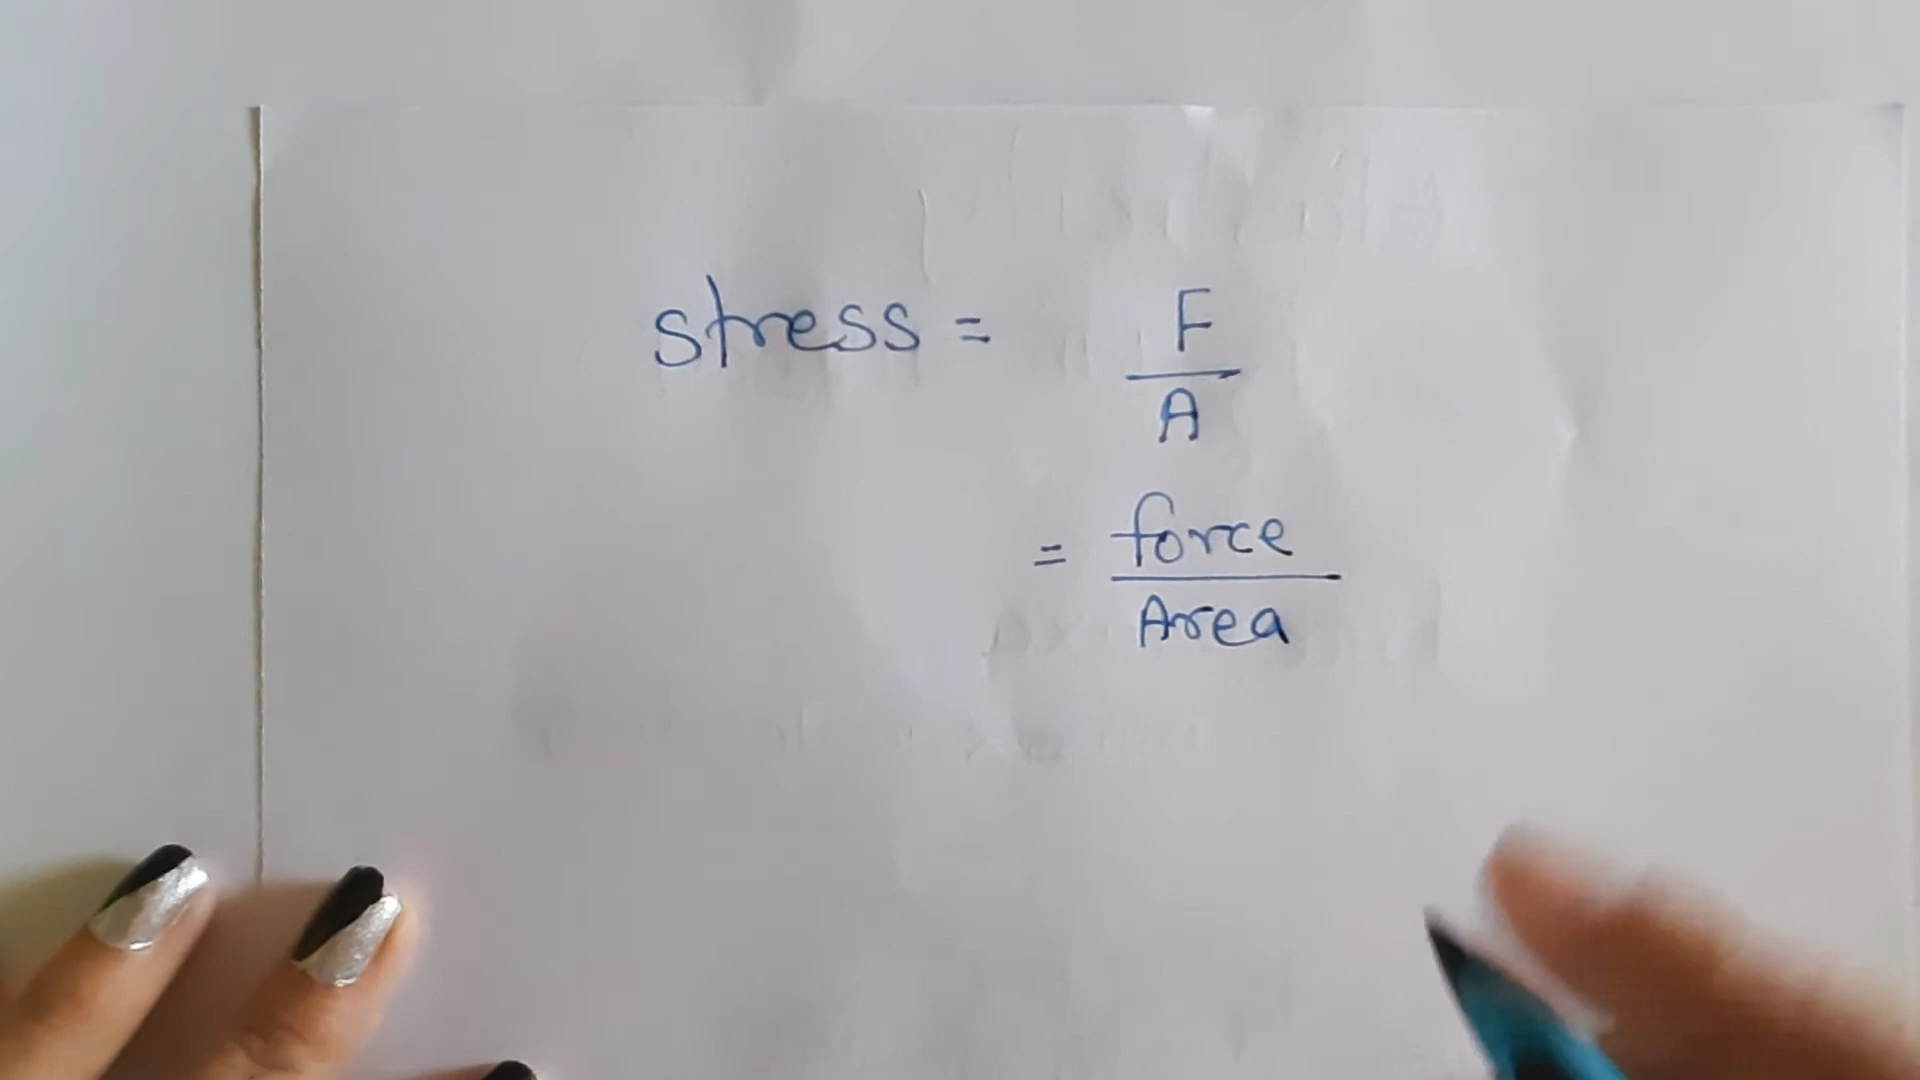 stress = F/A
= force/Area